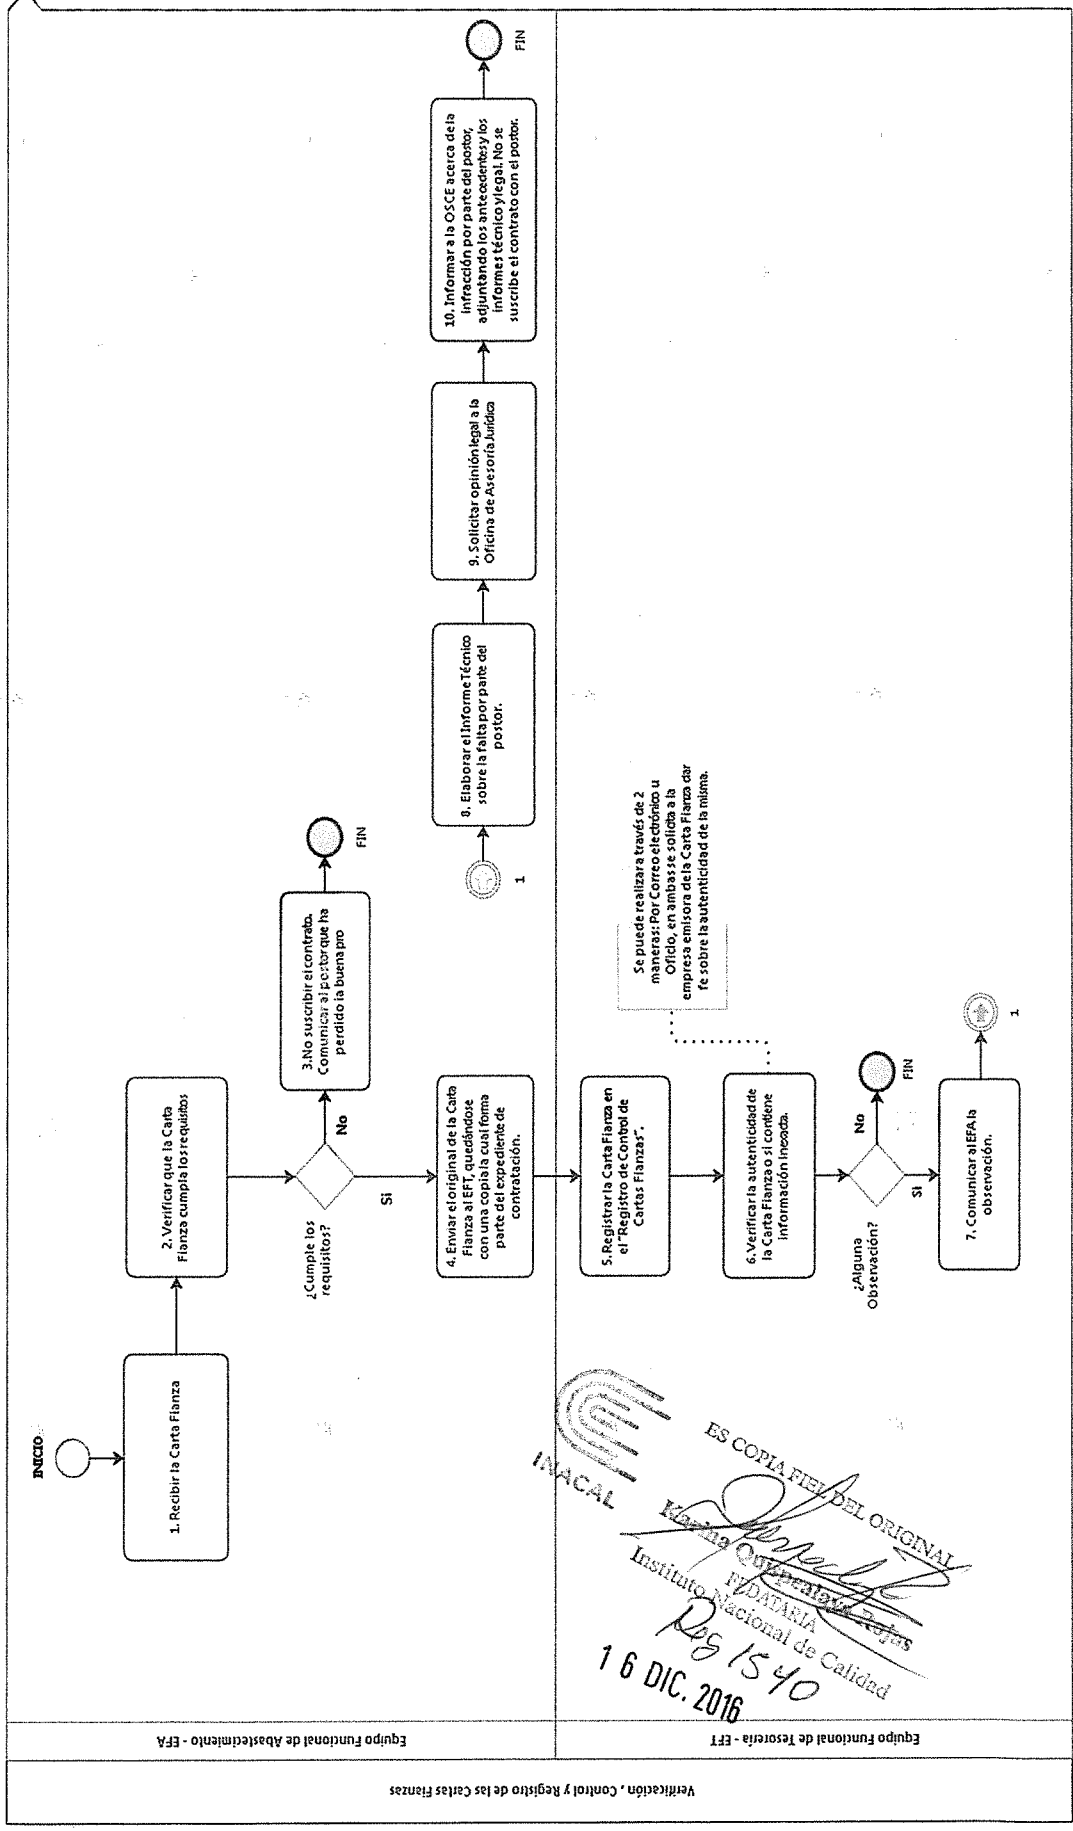 Verificación , Control y Registro de las Cartas Fianzas
Equipo Funcional de Abastecimiento - EFA
INICIO
1. Recibir la Carta Fianza
2. Verificar que la Carta
Fianza cumpla los requisitos
¿Cumple los
requisitos?
No
Si
3.No suscribir el contrato.
Comunicar al postor que ha
perdido la buena pro
FIN
4. Enviar el original de la Carta
Fianza al EFT, quedándose
con una copia la cual forma
parte del expediente de
contratación.
1
8. Elaborar el Informe Técnico
sobre la falta por parte del
postor.
9. Solicitar opinión legal a la
Oficina de Asesoría Jurídica
10. Informar a la OSCE acerca de la
infracción por parte del postor,
adjuntando los antecedentes y los
informes técnico y legal. No se
suscribe el contrato con el postor.
FIN
Equipo Funcional de Tesorería - EFT
5. Registrar la Carta Fianza en
el "Registro de Control de
Cartas Fianzas".
6.Verificar la autenticidad de
la Carta Fianza o si contiene
información inexacta.
Se puede realizar a través de 2
maneras: Por Correo electrónico u
Oficio, en ambas se solicita a la
empresa emisora de la Carta Fianza dar
fe sobre la autenticidad de la misma.
¿Alguna
Observación?
No
FIN
Si
7. Comunicar al EFA la
observación.
1
INACAL
ES COPIA FIEL DEL ORIGINAL
Karina Quispealaya Rojas
FEDATARIA
Instituto Nacional de Calidad
Reg 1540
16 DIC. 2016